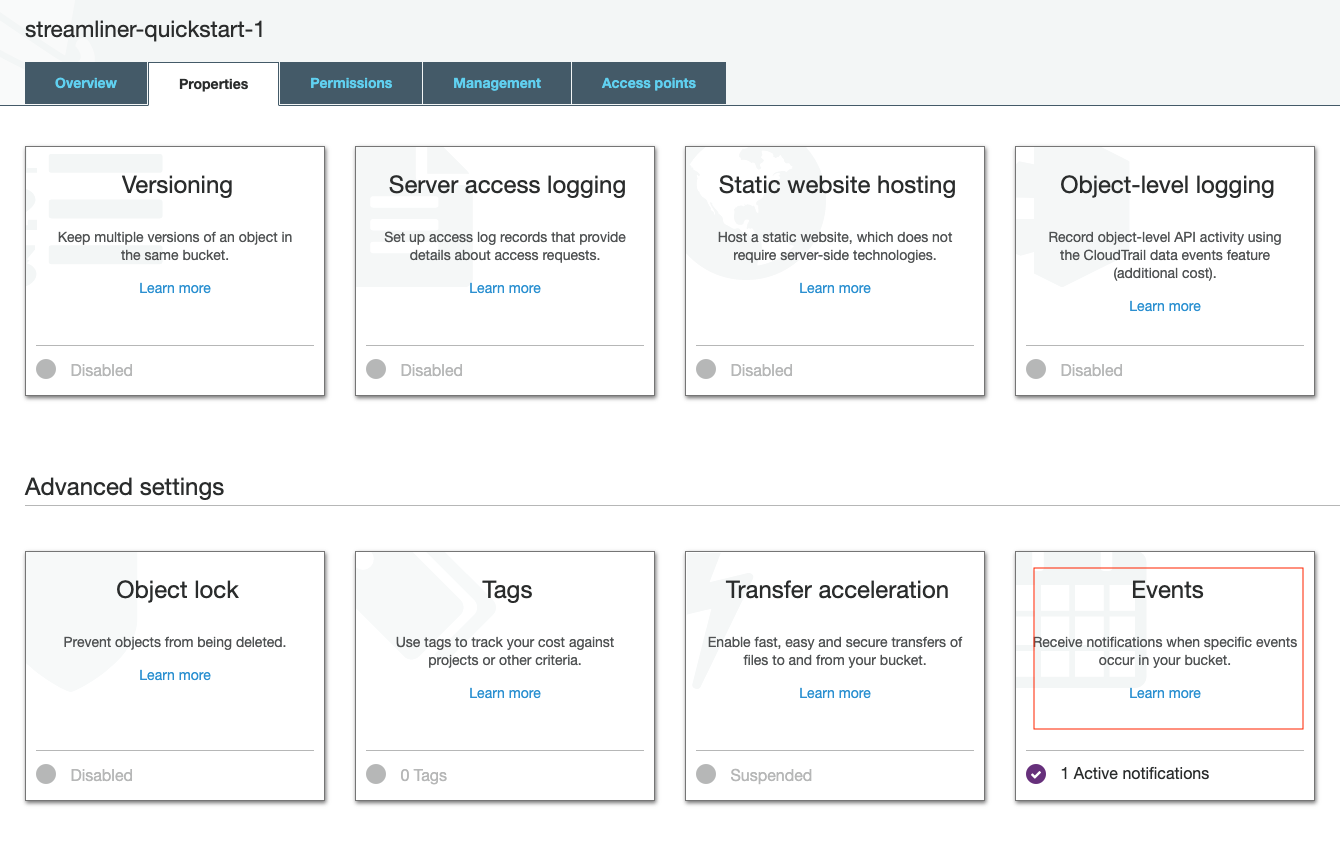 streamliner-quickstart-1
Overview
Properties
Permissions
Management
Access points
Versioning
Keep multiple versions of an object in
the same bucket.
Learn more
Disabled
Server access logging
Set up access log records that provide
details about access requests.
Learn more
Disabled
Static website hosting
Host a static website, which does not
require server-side technologies.
Learn more
Disabled
Object-level logging
Record object-level API activity using
the CloudTrail data events feature
(additional cost).
Learn more
Disabled
Advanced settings
Object lock
Prevent objects from being deleted.
Learn more
Disabled
Tags
Use tags to track your cost against
projects or other criteria.
Learn more
0 Tags
Transfer acceleration
Enable fast, easy and secure transfers of
files to and from your bucket.
Learn more
Suspended
Events
Receive notifications when specific events
occur in your bucket.
Learn more
1 Active notifications